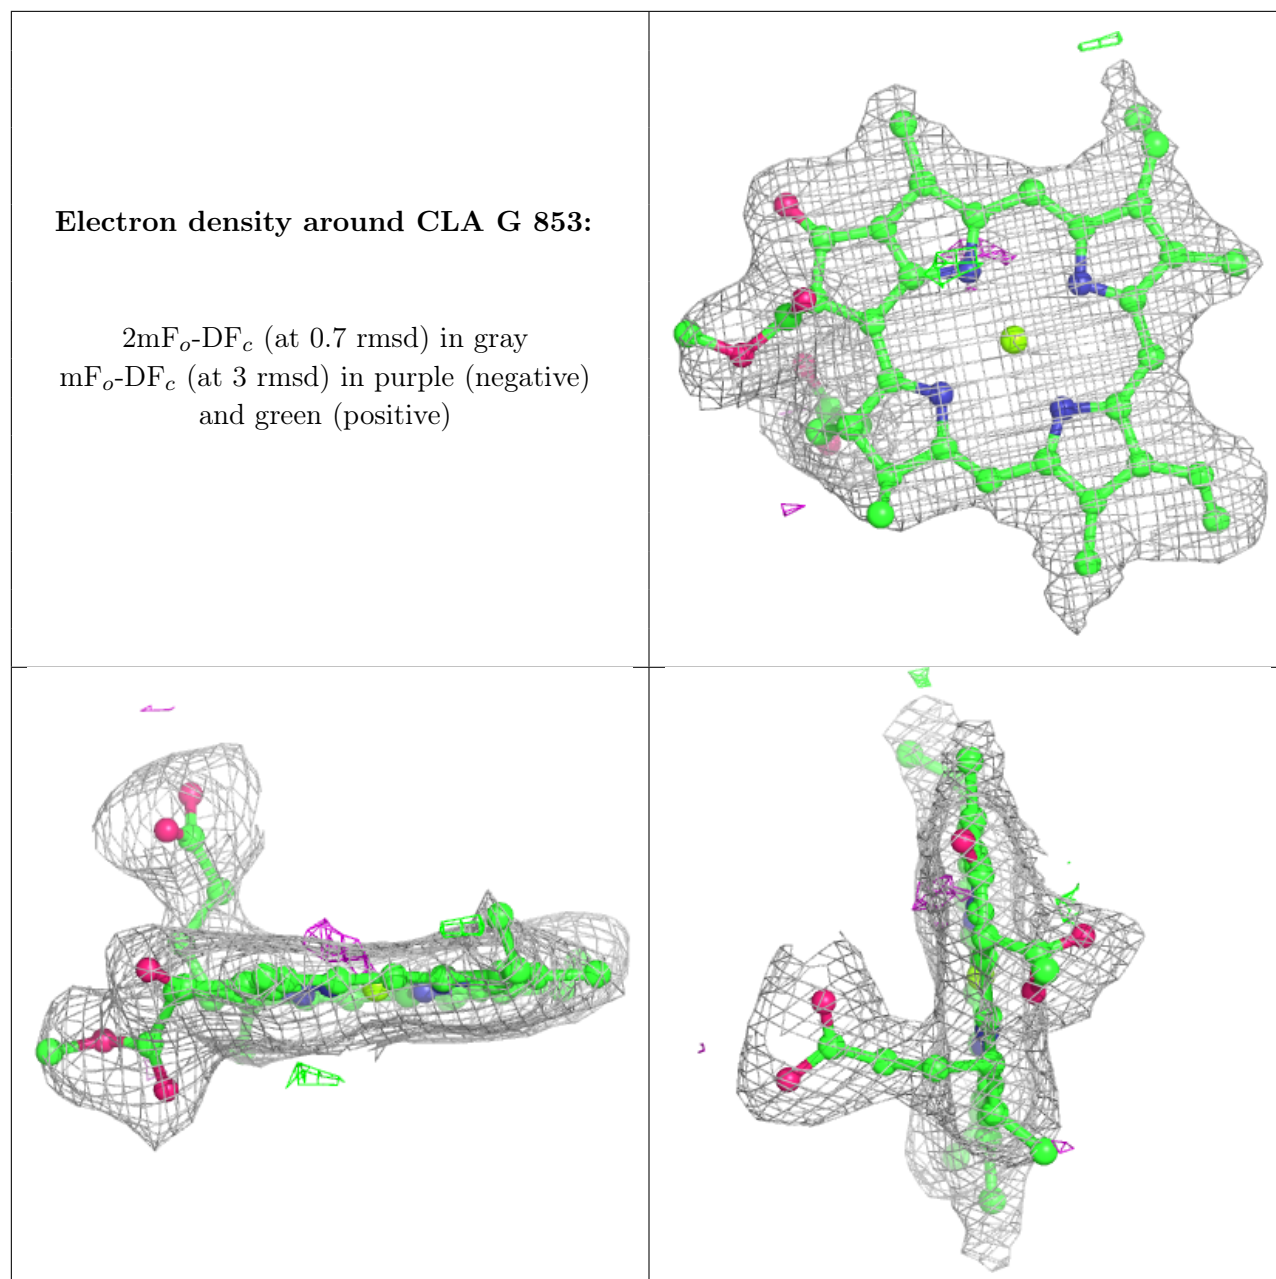 Electron density around CLA G 853:
2mFₒ-DF𝒸 (at 0.7 rmsd) in gray
mFₒ-DF𝒸 (at 3 rmsd) in purple (negative)
and green (positive)